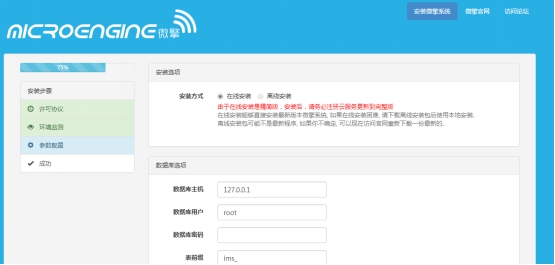 安装微擎系统 微擎官网 访问论坛
MICROENGINE 微擎
75%
安装步骤
许可协议
环境监测
参数配置
成功
安装选项
安装方式 在线安装 离线安装
由于在线安装是精简版，安装后，请务必注册云服务更新到完整版
在线安装能够直接安装最新版本微擎系统, 如果在线安装困难, 请下载离线安装包后使用本地安装.
离线安装包可能不是最新程序, 如果你不确定, 可以现在访问官网重新下载一份最新的.
数据库选项
数据库主机 127.0.0.1
数据库用户 root
数据库密码
表前缀 ims_